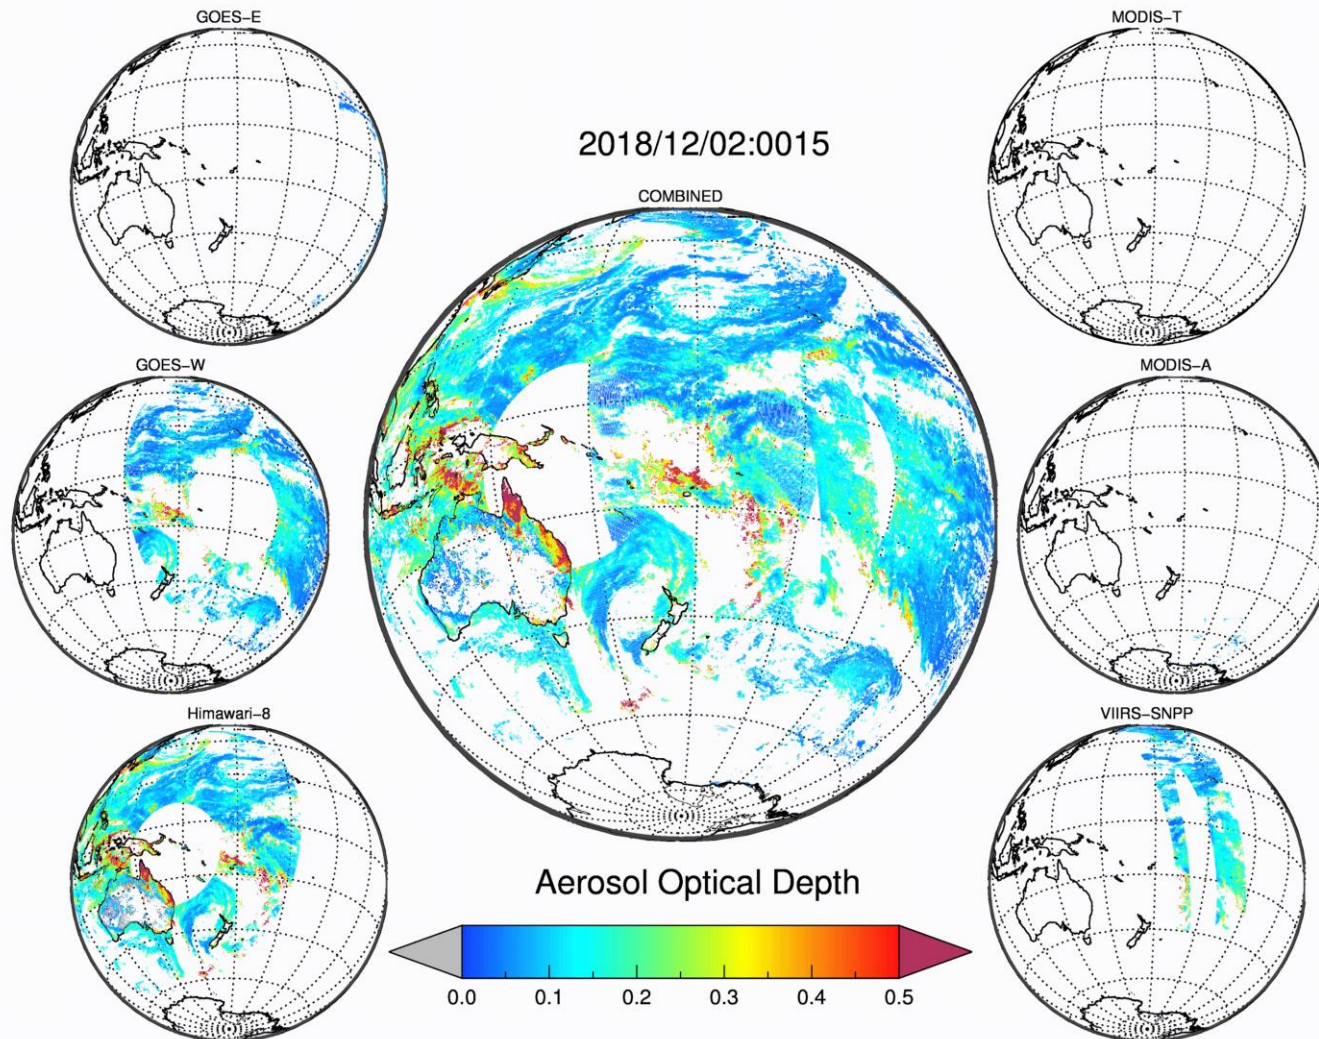 GOES-E
MODIS-T
2018/12/02:0015
COMBINED
GOES-W
MODIS-A
Himawari-8
VIIRS-SNPP
Aerosol Optical Depth
0.0 0.1 0.2 0.3 0.4 0.5